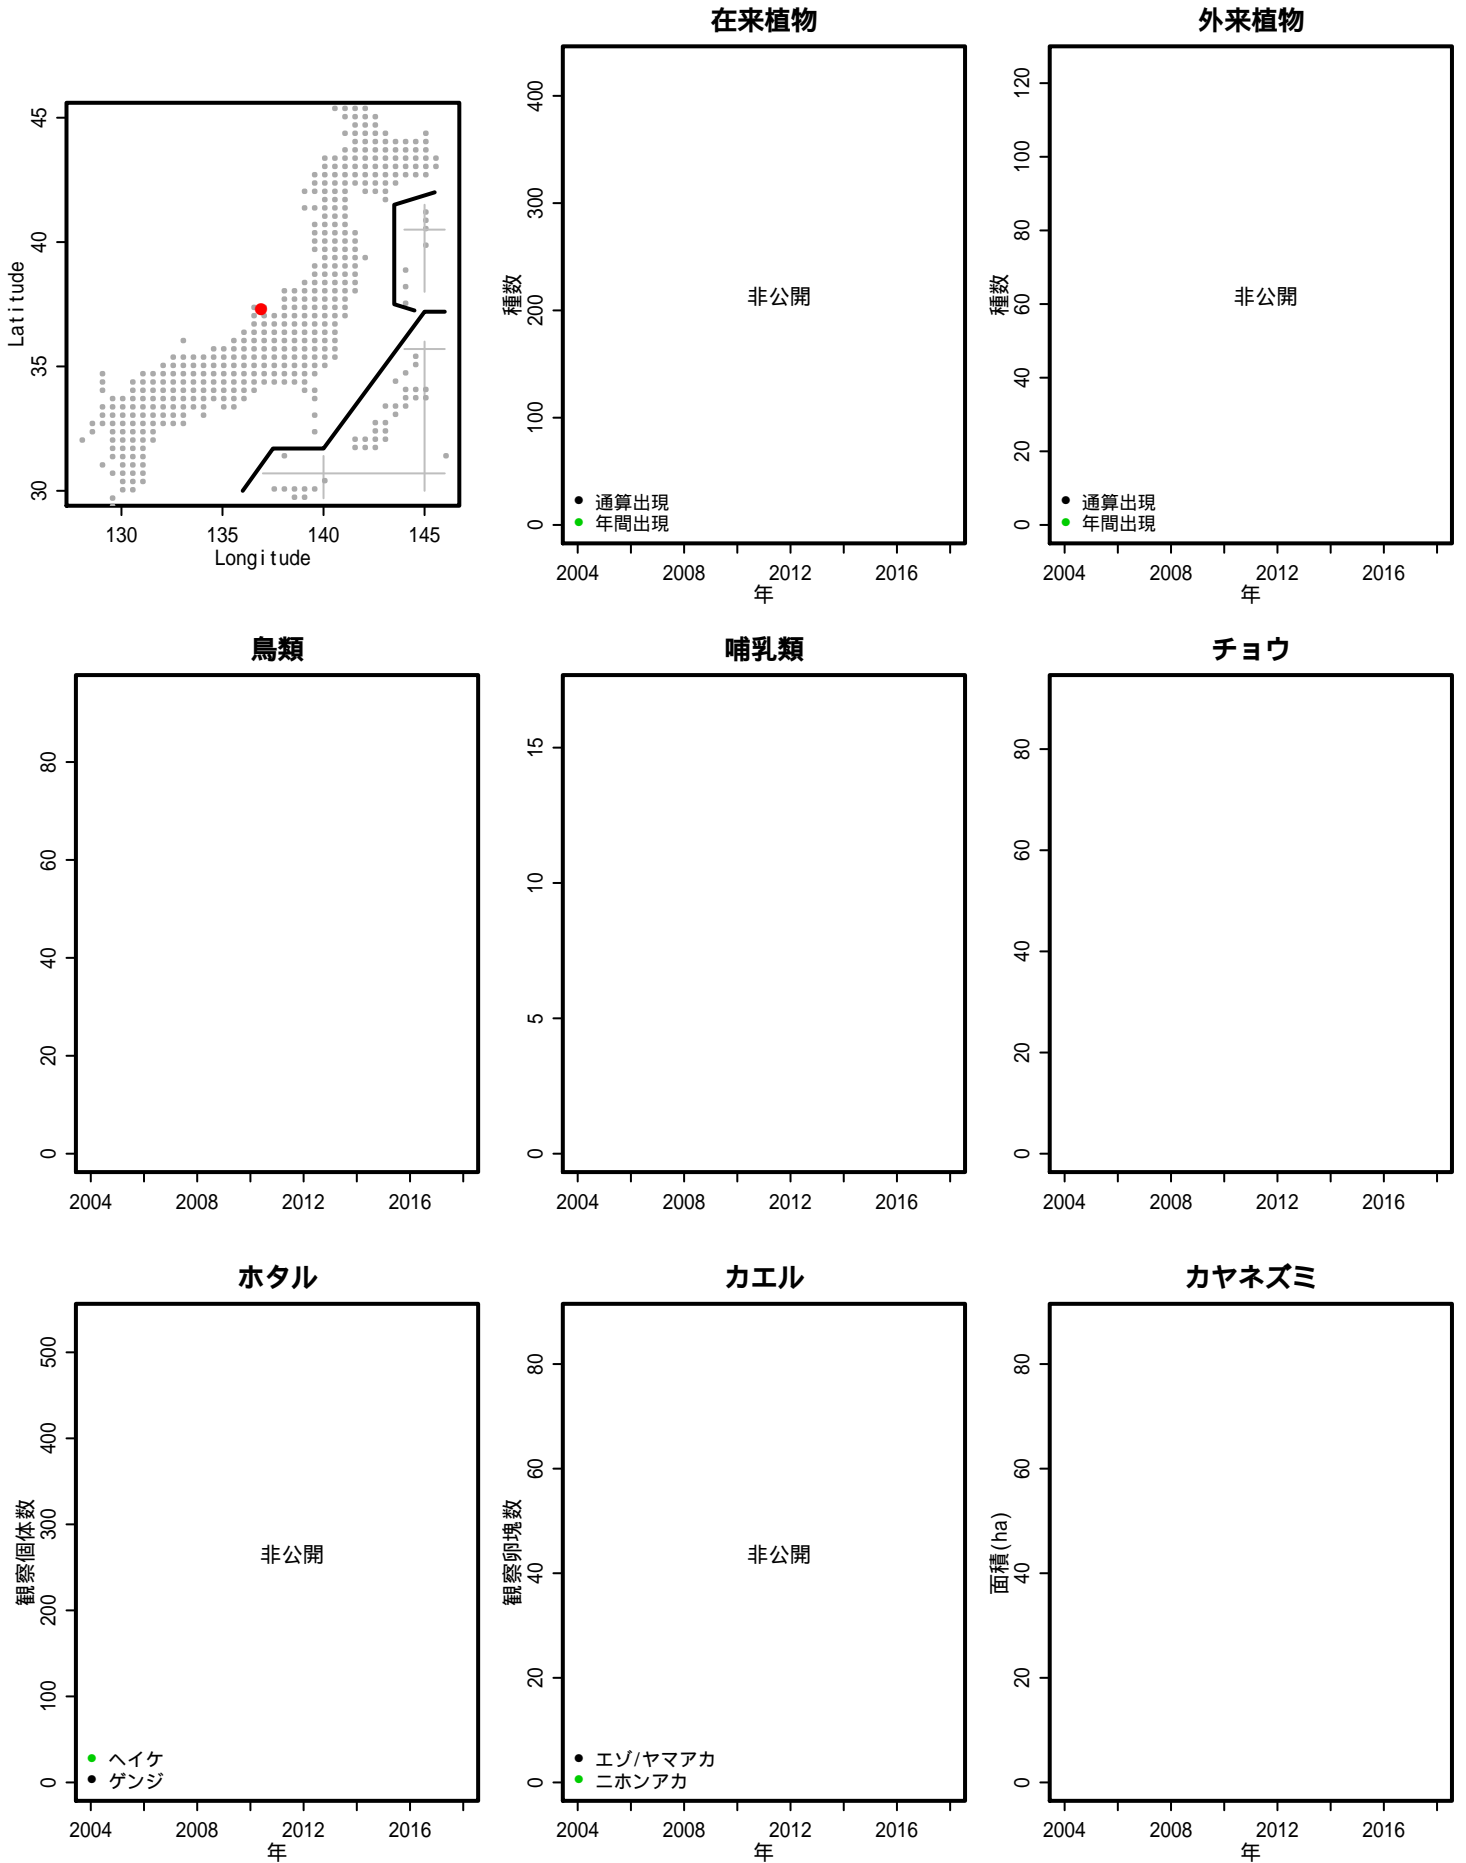 45
40
35
30
Latitude
130 135 140 145
Longitude
在来植物
400
300
200
100
0
種数
非公開
通算出現
年間出現
2004 2008 2012 2016
年
外来植物
120
100
80
60
40
20
0
種数
非公開
通算出現
年間出現
2004 2008 2012 2016
年
鳥類
80
60
40
20
0
2004 2008 2012 2016
哺乳類
15
10
5
0
2004 2008 2012 2016
チョウ
80
60
40
20
0
2004 2008 2012 2016
ホタル
500
400
300
200
100
0
観察個体数
非公開
ヘイケ
ゲンジ
2004 2008 2012 2016
年
カエル
80
60
40
20
0
観察卵塊数
非公開
エゾ/ヤマアカ
ニホンアカ
2004 2008 2012 2016
年
カヤネズミ
80
60
40
20
0
面積(ha)
2004 2008 2012 2016
年